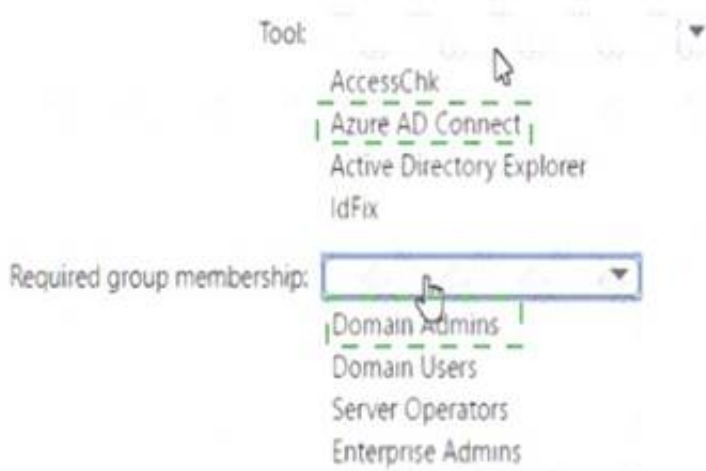 Tool:
AccessChk
Azure AD Connect
Active Directory Explorer
IdFix
Required group membership:
Domain Admins
Domain Users
Server Operators
Enterprise Admins